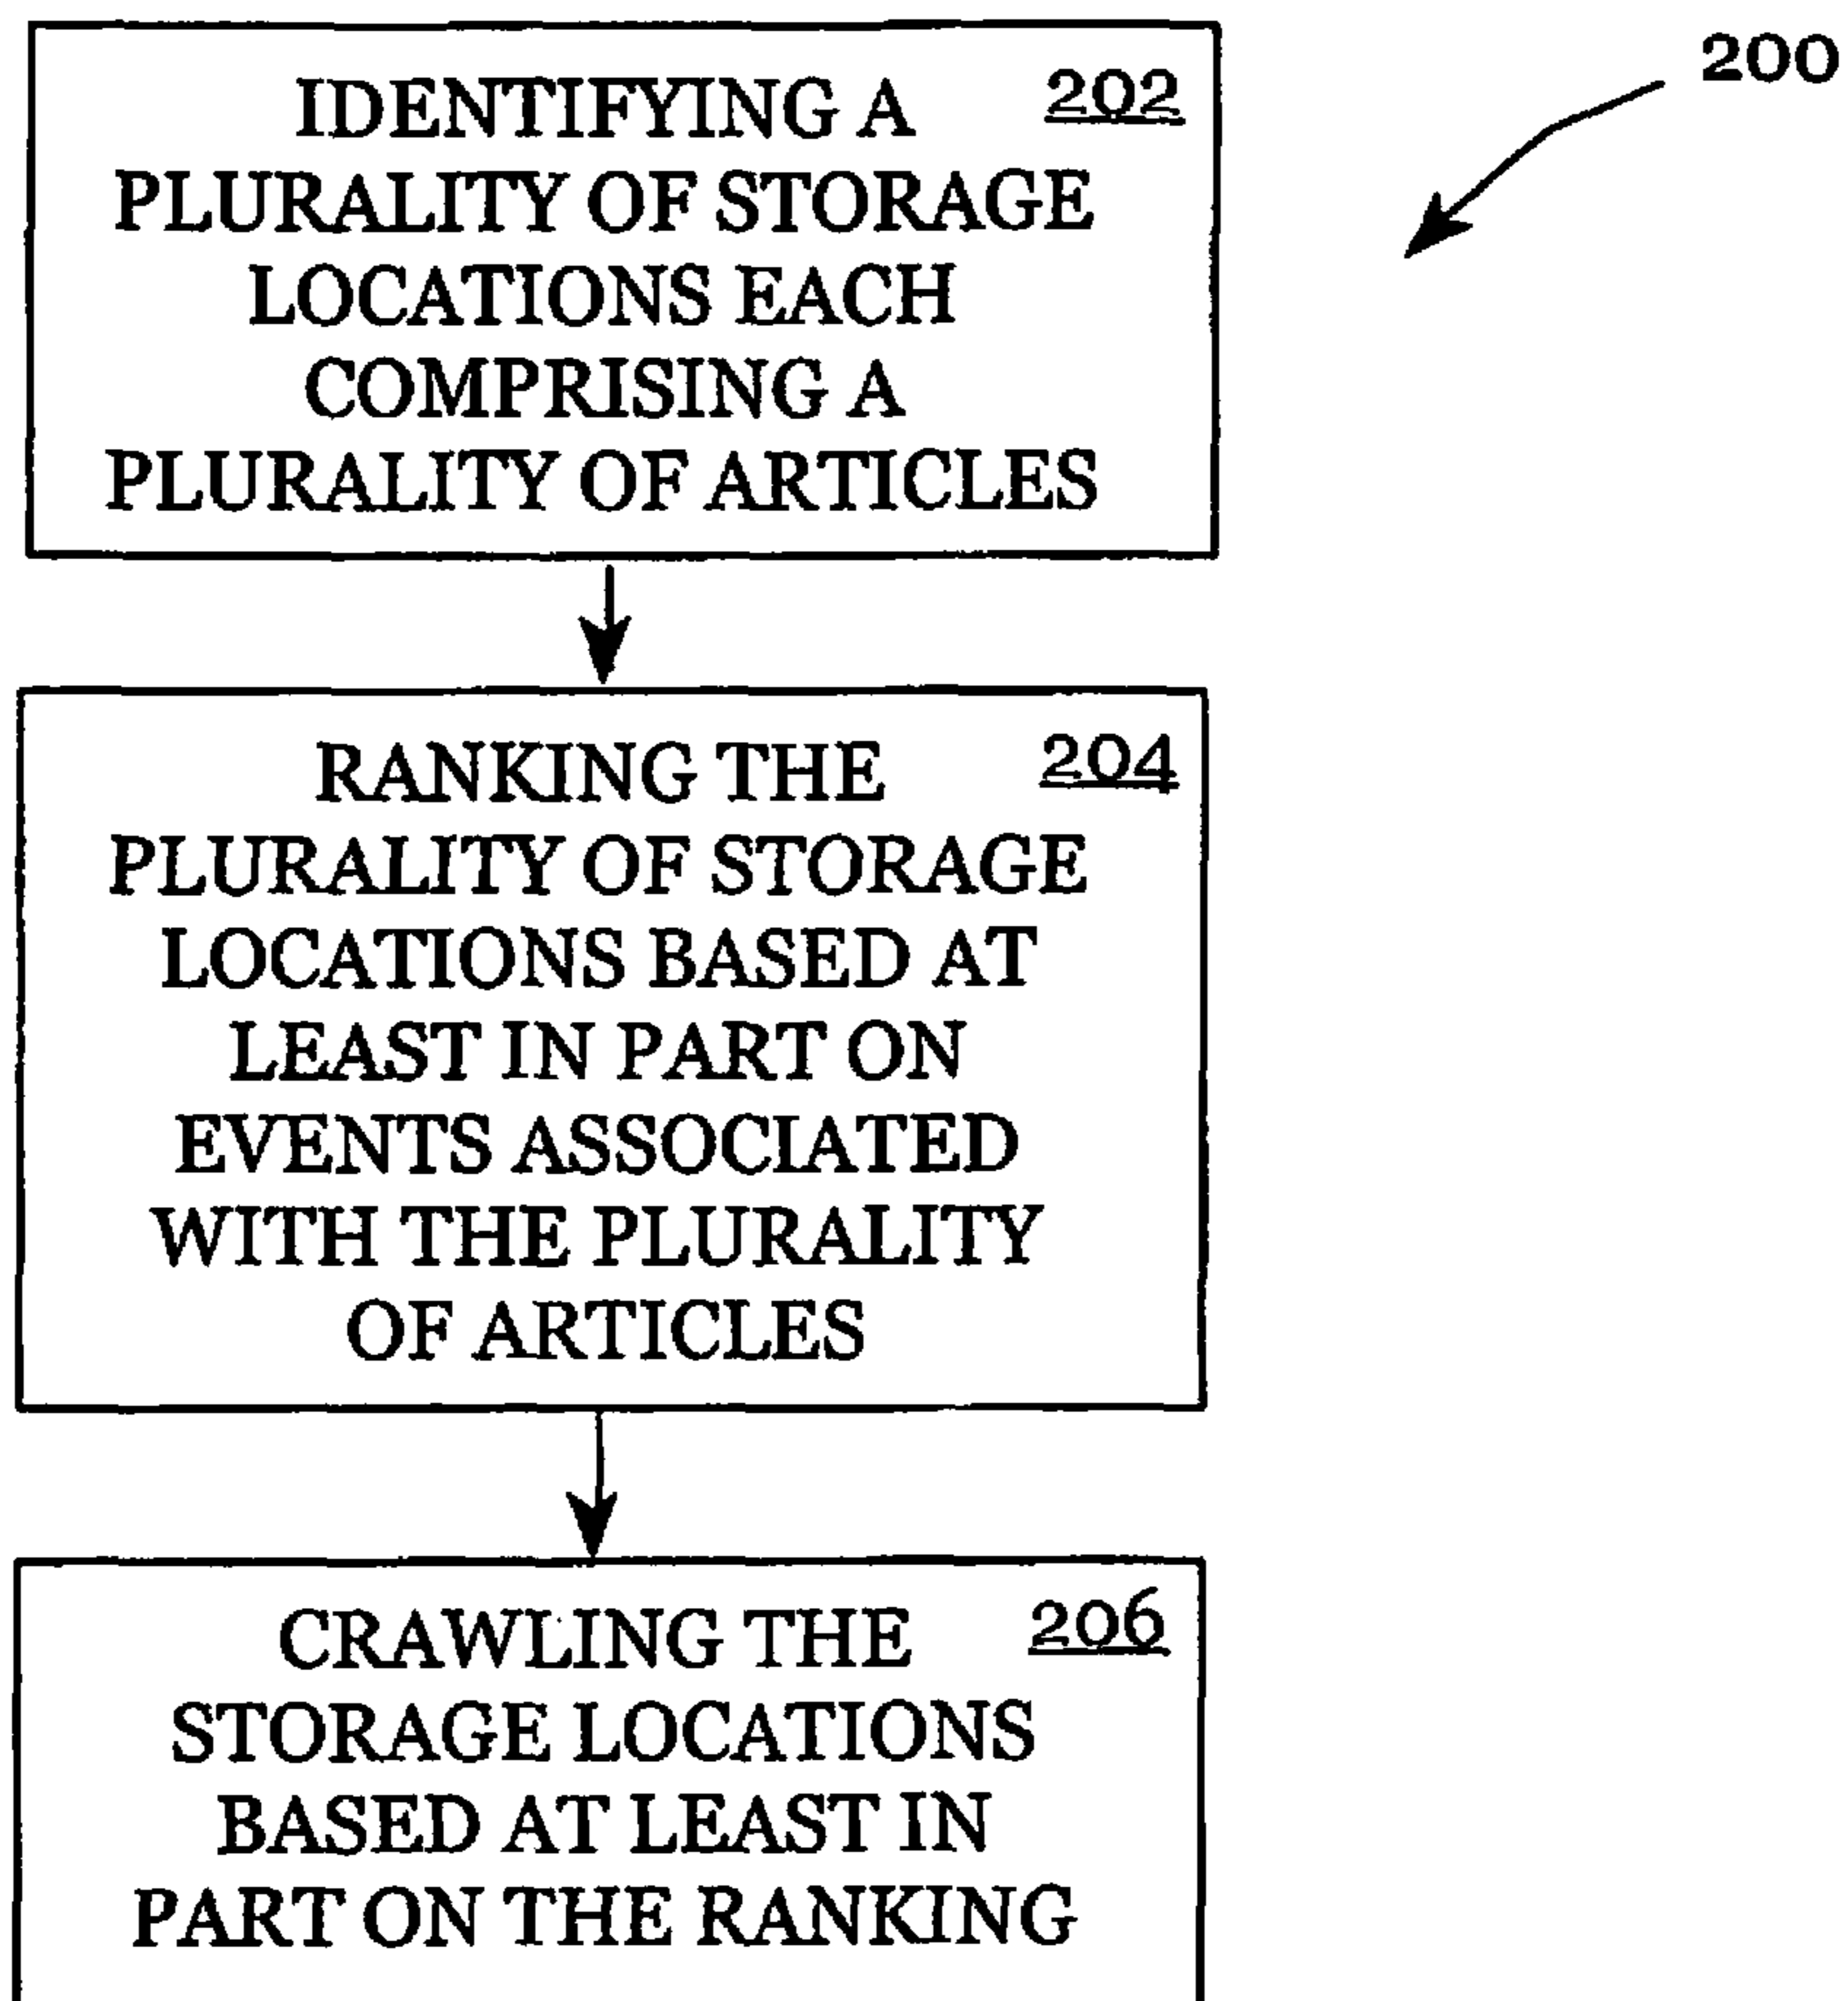 200
IDENTIFYING A 202
PLURALITY OF STORAGE
LOCATIONS EACH
COMPRISING A
PLURALITY OF ARTICLES
RANKING THE 204
PLURALITY OF STORAGE
LOCATIONS BASED AT
LEAST IN PART ON
EVENTS ASSOCIATED
WITH THE PLURALITY
OF ARTICLES
CRAWLING THE 206
STORAGE LOCATIONS
BASED AT LEAST IN
PART ON THE RANKING